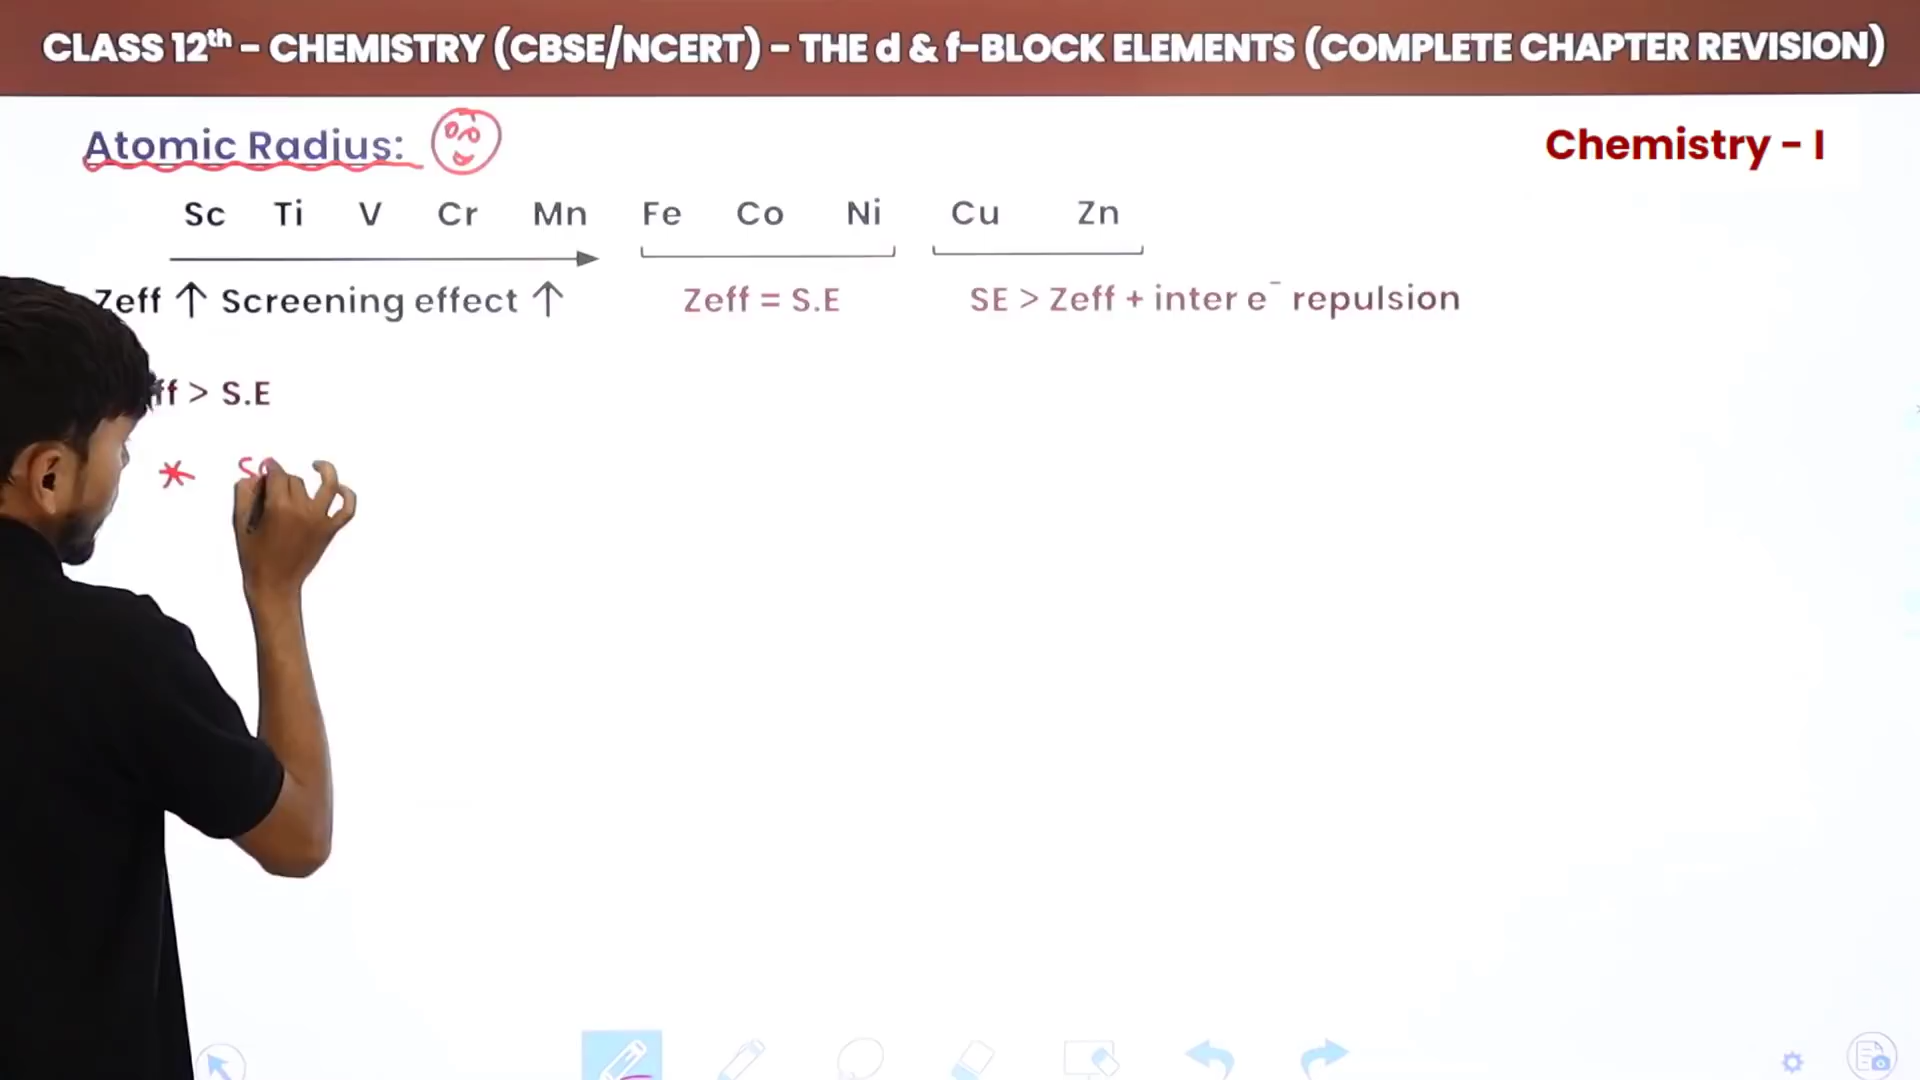 CLASS 12th - CHEMISTRY (CBSE/NCERT) - THE d & f-BLOCK ELEMENTS (COMPLETE CHAPTER REVISION)
Atomic Radius:
Chemistry - I
Sc Ti V Cr Mn Fe Co Ni Cu Zn
Zeff ↑ Screening effect ↑ Zeff = S.E SE > Zeff + inter e⁻ repulsion
ff > S.E
*